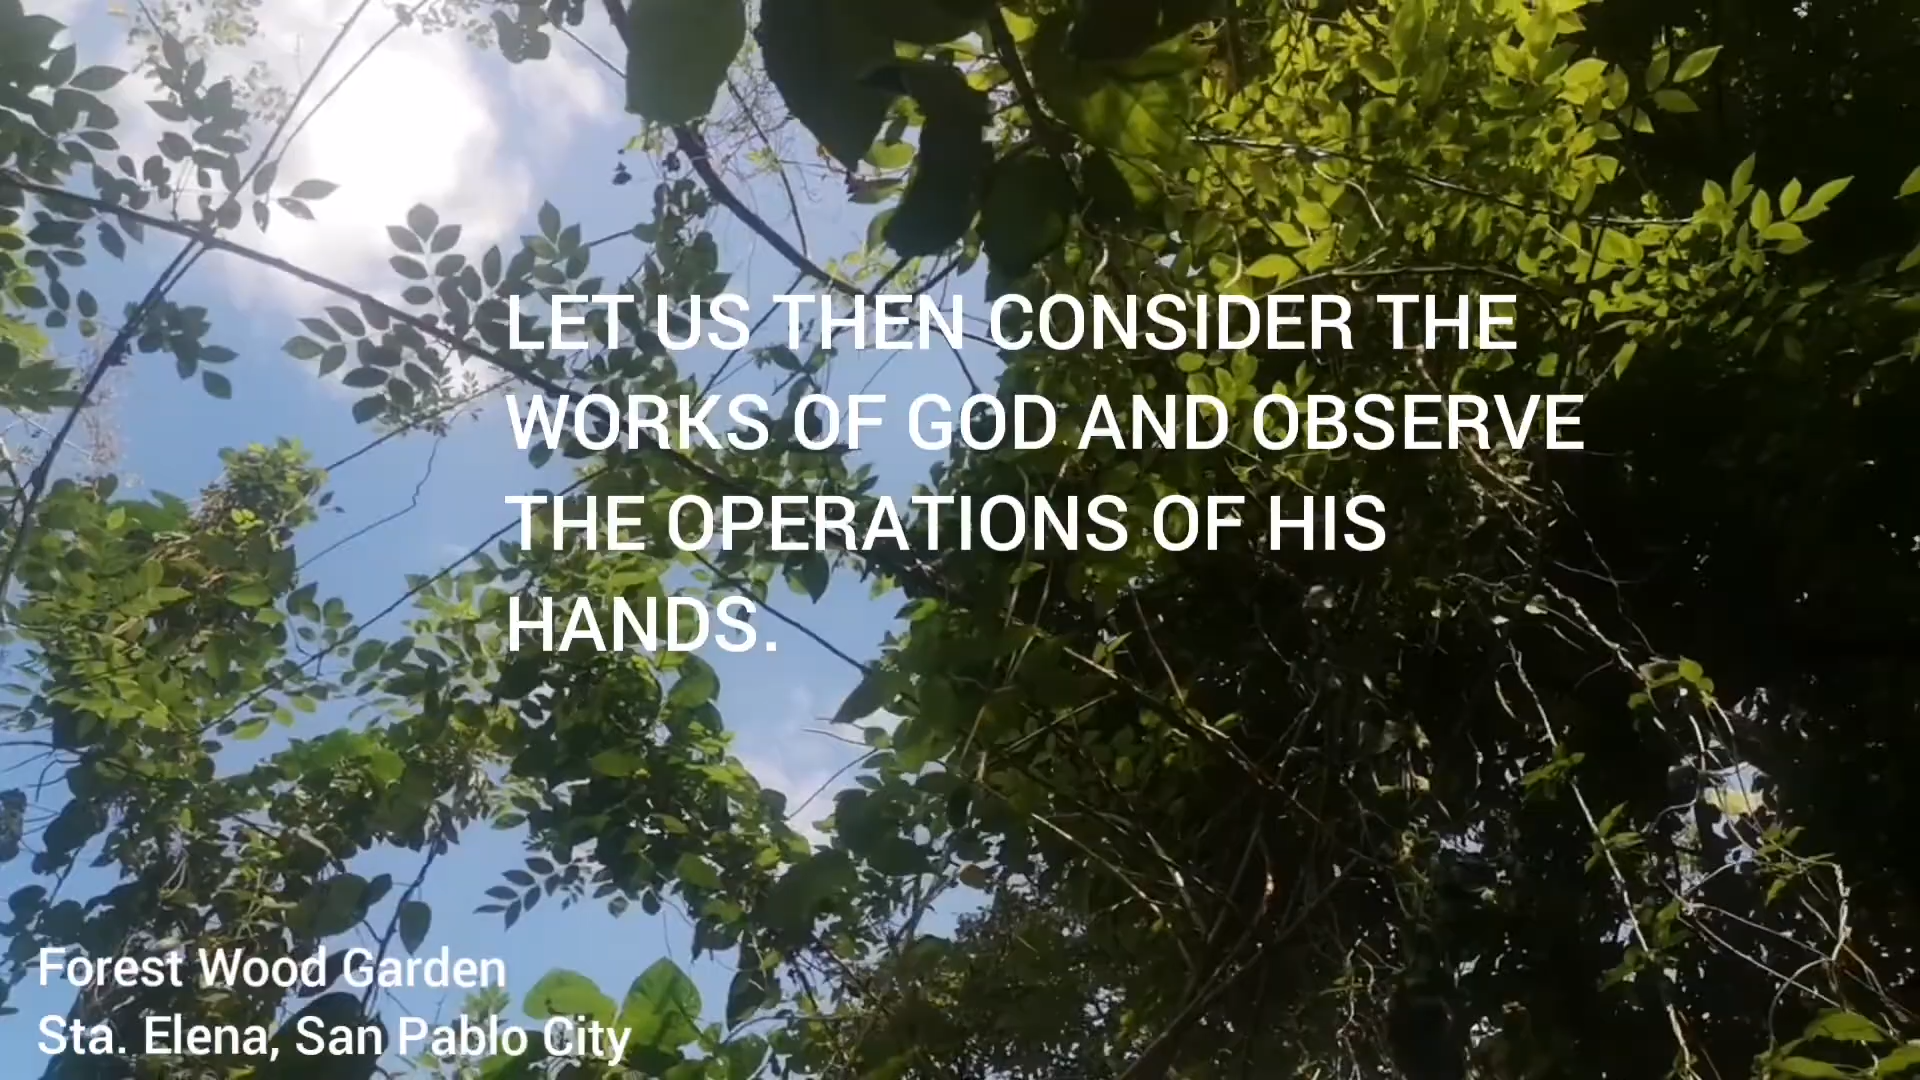 LET US THEN CONSIDER THE
WORKS OF GOD AND OBSERVE
THE OPERATIONS OF HIS
HANDS.
Forest Wood Garden
Sta. Elena, San Pablo City